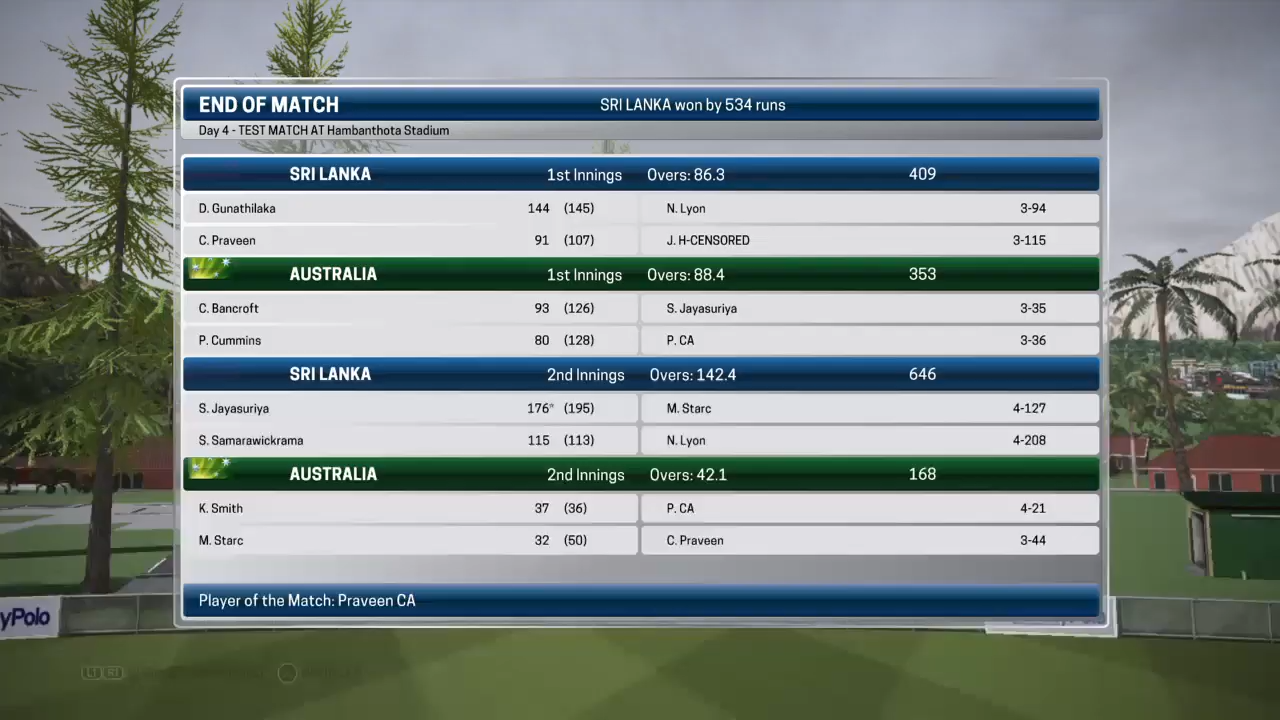 END OF MATCH SRI LANKA won by 534 runs
Day 4 - TEST MATCH AT Hambanthota Stadium
SRI LANKA 1st Innings Overs: 86.3 409
D. Gunathilaka 144 (145) N. Lyon 3-94
C. Praveen 91 (107) J. H-CENSORED 3-115
AUSTRALIA 1st Innings Overs: 88.4 353
C. Bancroft 93 (126) S. Jayasuriya 3-35
P. Cummins 80 (128) P. CA 3-36
SRI LANKA 2nd Innings Overs: 142.4 646
S. Jayasuriya 176* (195) M. Starc 4-127
S. Samarawickrama 115 (113) N. Lyon 4-208
AUSTRALIA 2nd Innings Overs: 42.1 168
K. Smith 37 (36) P. CA 4-21
M. Starc 32 (50) C. Praveen 3-44
Player of the Match: Praveen CA
yPolo